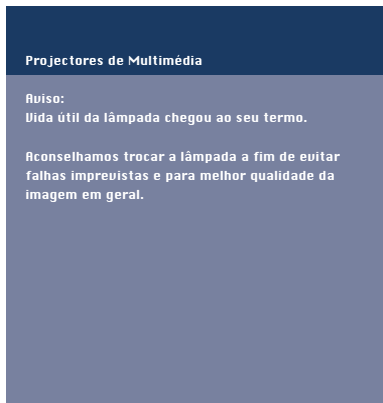 Projectores de Multimédia
Aviso:
Vida útil da lâmpada chegou ao seu termo.
Aconselhamos trocar a lâmpada a fim de evitar
falhas imprevistas e para melhor qualidade da
imagem em geral.